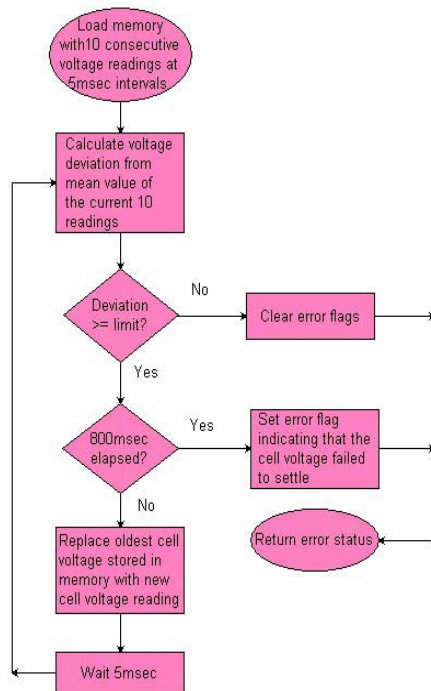 Load memory
with10 consecutive
voltage readings at
5msec intervals
Calculate voltage
deviation from
mean value of
the current 10
readings
Deviation
>= limit?
No
Clear error flags
Yes
800msec
elapsed?
Yes
Set error flag
indicating that the
cell voltage failed
to settle
No
Return error status
Replace oldest cell
voltage stored in
memory with new
cell voltage reading
Wait 5msec